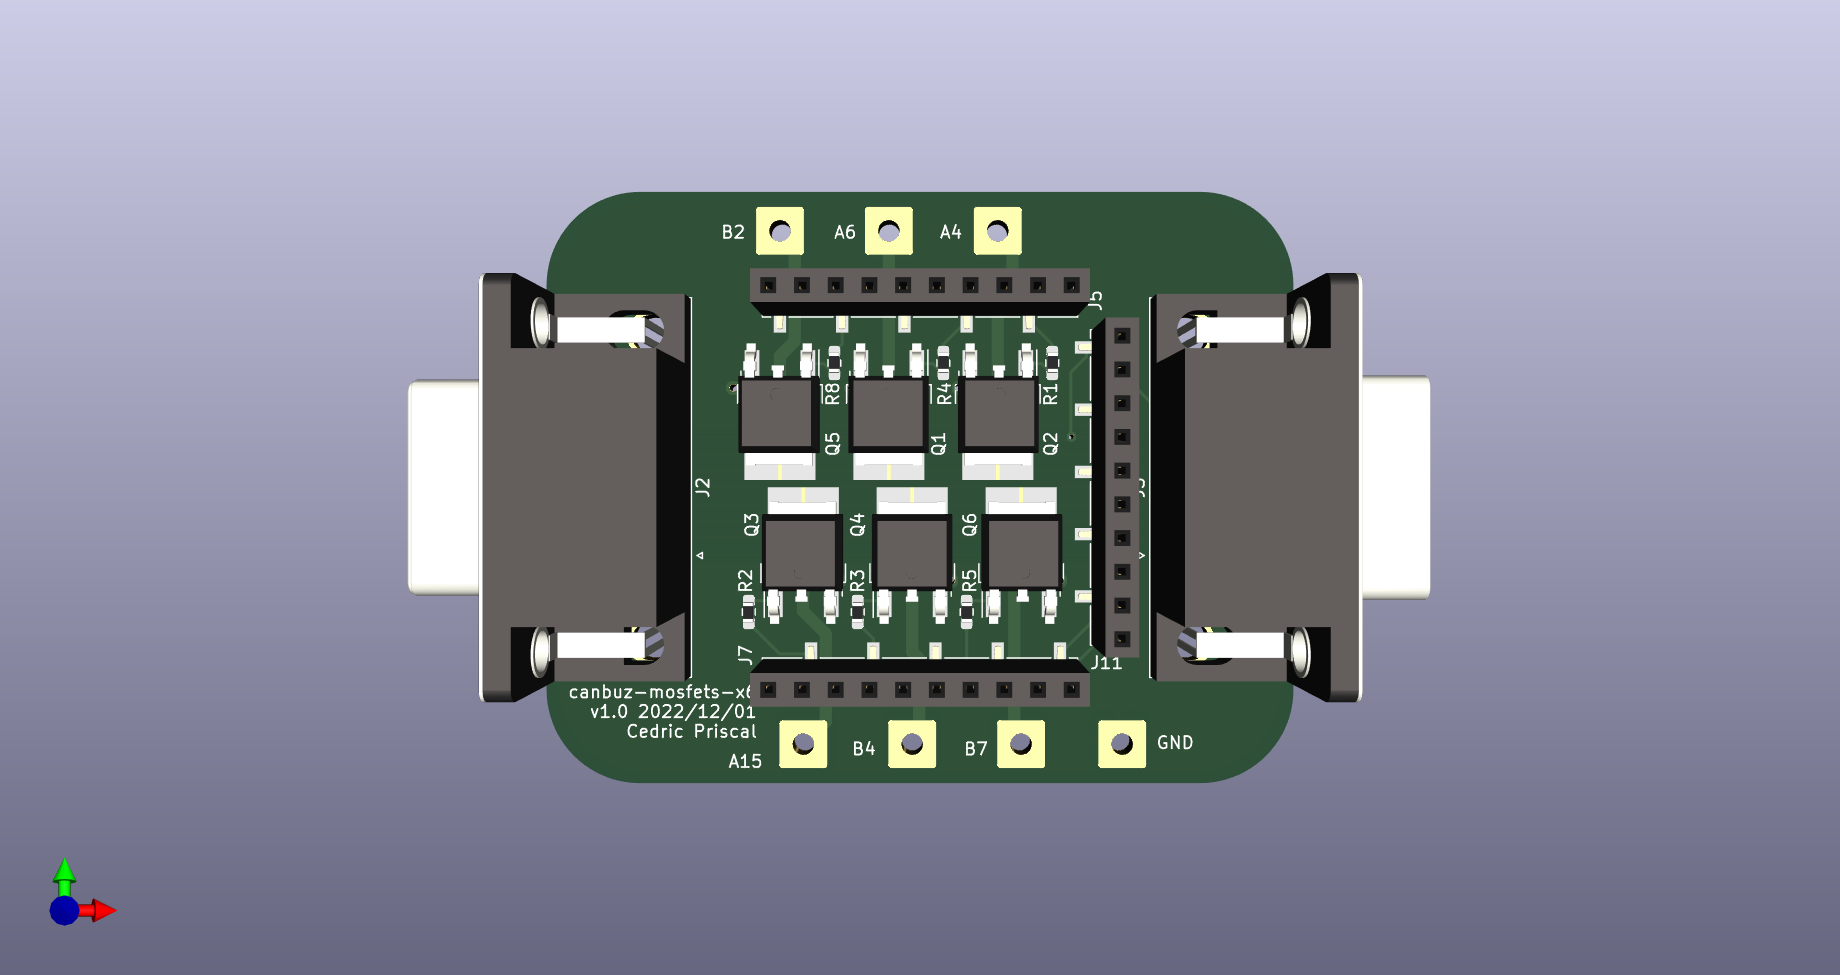 B2
A6
A4
J5
R8
R4
R1
Q5
Q1
Q2
J2
Q3
Q4
Q6
R2
R3
R5
J7
J11
canbuz-mosfets-x6
v1.0 2022/12/01
Cedric Priscal
A15
B4
B7
GND